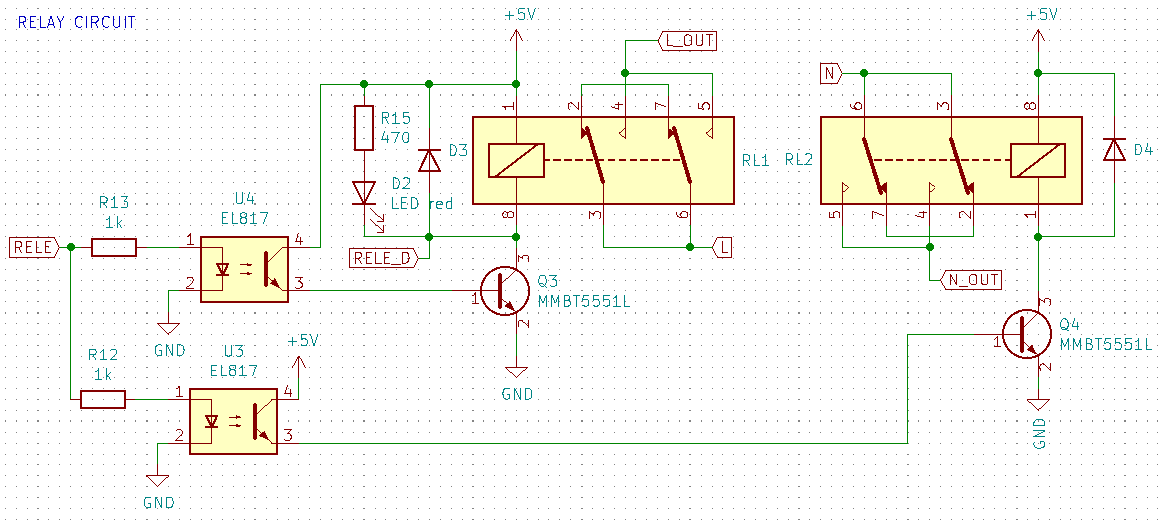 RELAY CIRCUIT
+5V
+5V
L_OUT
N
1
2
4
7
5
6
3
8
R15
470
D3
RL1
RL2
D4
D2
LED red
8
3
6
5
7
4
2
1
R13
1k
U4
EL817
RELE
1
4
2
3
RELE_D
L
N_OUT
3
1
Q3
MMBT5551L
2
GND
GND
3
1
Q4
MMBT5551L
2
GND
R12
1k
U3
EL817
+5V
1
4
2
3
GND
GND